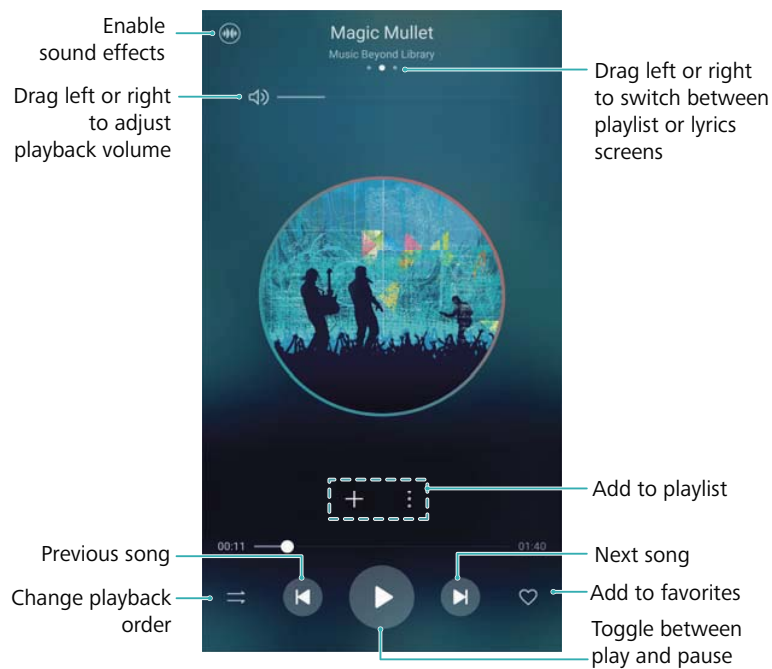 Enable
sound effects
Magic Mullet
Music Beyond Library
Drag left or right
to switch between
playlist or lyrics
screens
Drag left or right
to adjust
playback volume
Add to playlist
00:11
01:40
Previous song
Next song
Change playback
order
Add to favorites
Toggle between
play and pause